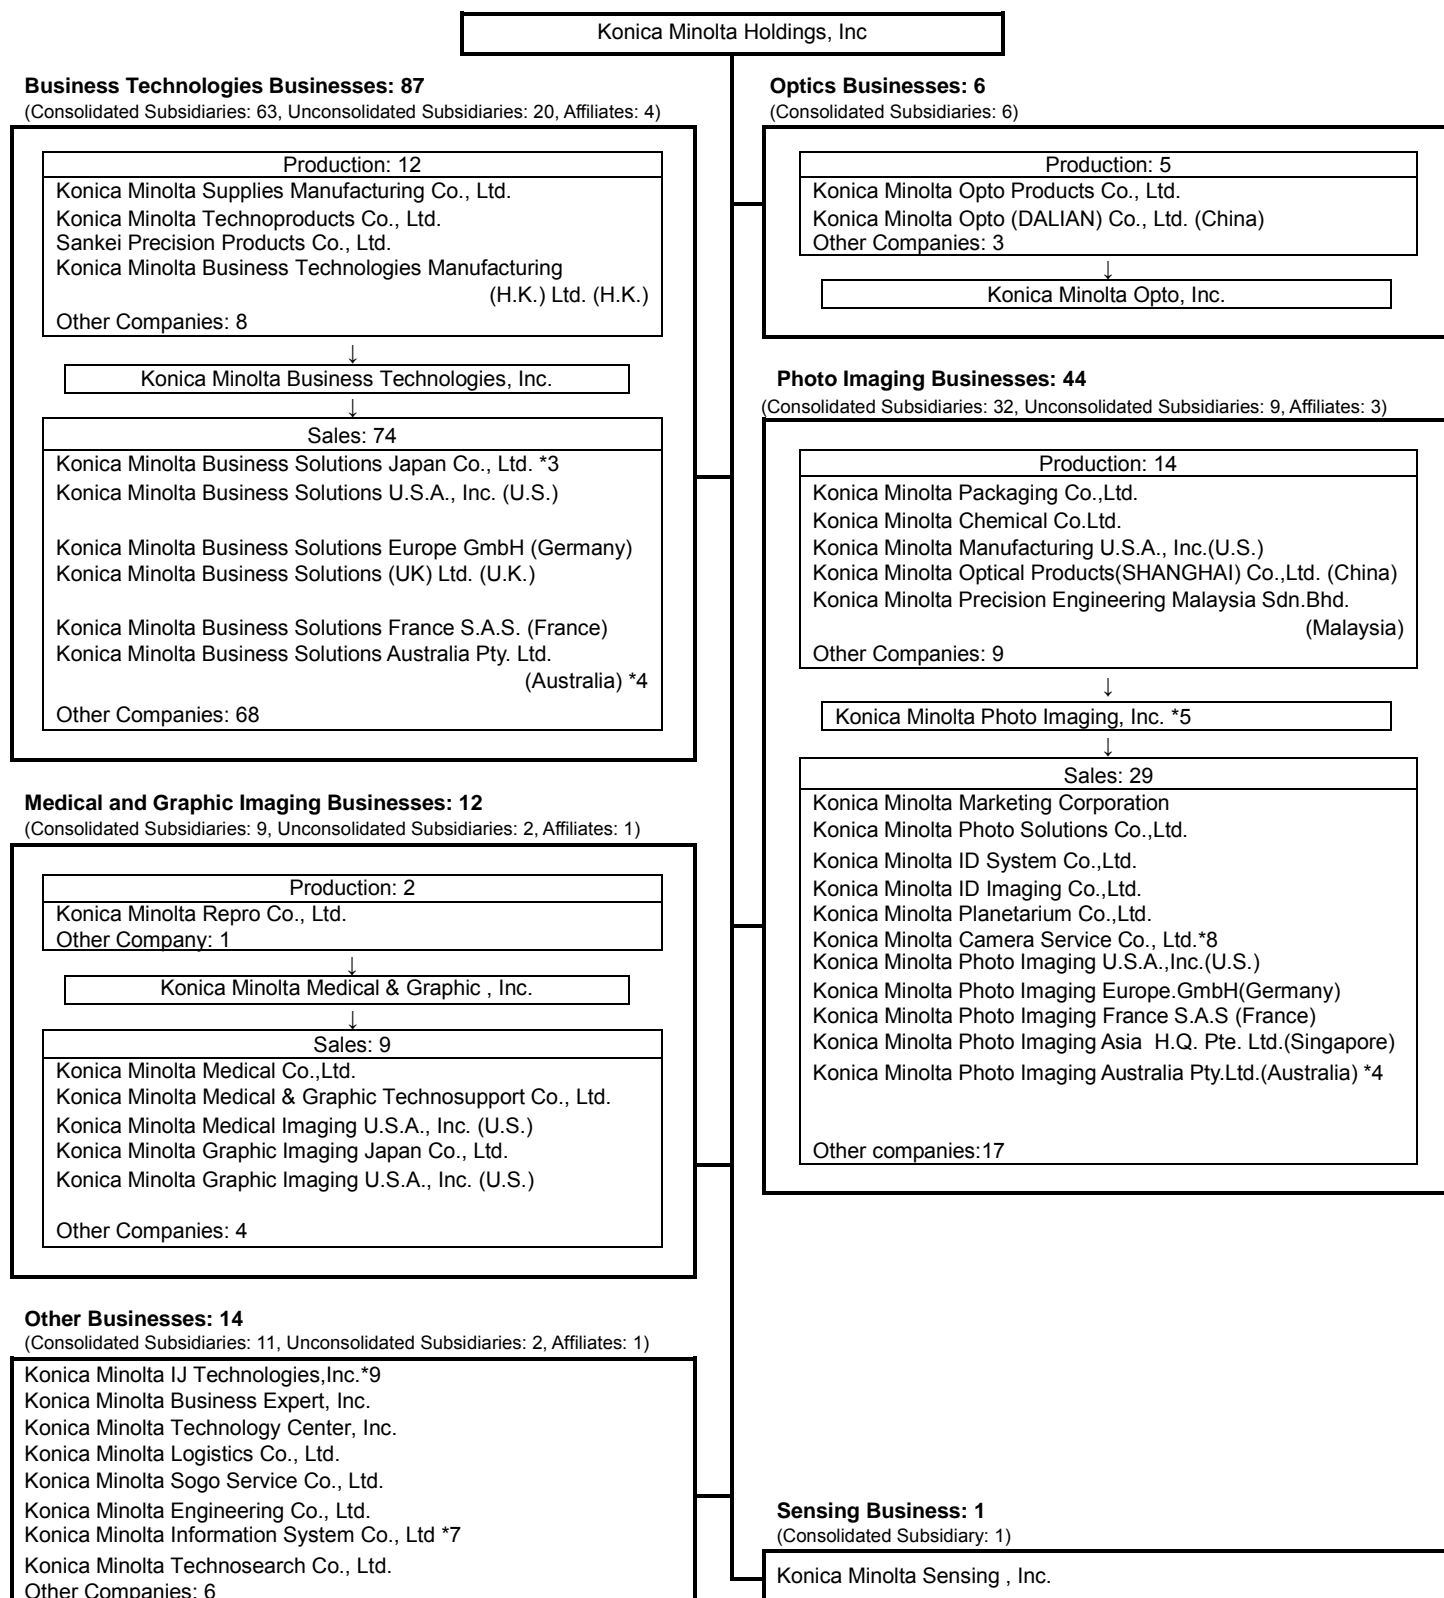 Konica Minolta Holdings, Inc
Business Technologies Businesses: 87
(Consolidated Subsidiaries: 63, Unconsolidated Subsidiaries: 20, Affiliates: 4)
Production: 12
Konica Minolta Supplies Manufacturing Co., Ltd.
Konica Minolta Technoproducts Co., Ltd.
Sankei Precision Products Co., Ltd.
Konica Minolta Business Technologies Manufacturing
(H.K.) Ltd. (H.K.)
Other Companies: 8
↓
Konica Minolta Business Technologies, Inc.
↓
Sales: 74
Konica Minolta Business Solutions Japan Co., Ltd. *3
Konica Minolta Business Solutions U.S.A., Inc. (U.S.)
Konica Minolta Business Solutions Europe GmbH (Germany)
Konica Minolta Business Solutions (UK) Ltd. (U.K.)
Konica Minolta Business Solutions France S.A.S. (France)
Konica Minolta Business Solutions Australia Pty. Ltd.
(Australia) *4
Other Companies: 68
Medical and Graphic Imaging Businesses: 12
(Consolidated Subsidiaries: 9, Unconsolidated Subsidiaries: 2, Affiliates: 1)
Production: 2
Konica Minolta Repro Co., Ltd.
Other Company: 1
↓
Konica Minolta Medical & Graphic , Inc.
↓
Sales: 9
Konica Minolta Medical Co.,Ltd.
Konica Minolta Medical & Graphic Technosupport Co., Ltd.
Konica Minolta Medical Imaging U.S.A., Inc. (U.S.)
Konica Minolta Graphic Imaging Japan Co., Ltd.
Konica Minolta Graphic Imaging U.S.A., Inc. (U.S.)
Other Companies: 4
Other Businesses: 14
(Consolidated Subsidiaries: 11, Unconsolidated Subsidiaries: 2, Affiliates: 1)
Konica Minolta IJ Technologies,Inc.*9
Konica Minolta Business Expert, Inc.
Konica Minolta Technology Center, Inc.
Konica Minolta Logistics Co., Ltd.
Konica Minolta Sogo Service Co., Ltd.
Konica Minolta Engineering Co., Ltd.
Konica Minolta Information System Co., Ltd *7
Konica Minolta Technosearch Co., Ltd.
Other Companies: 6
Optics Businesses: 6
(Consolidated Subsidiaries: 6)
Production: 5
Konica Minolta Opto Products Co., Ltd.
Konica Minolta Opto (DALIAN) Co., Ltd. (China)
Other Companies: 3
↓
Konica Minolta Opto, Inc.
Photo Imaging Businesses: 44
(Consolidated Subsidiaries: 32, Unconsolidated Subsidiaries: 9, Affiliates: 3)
Production: 14
Konica Minolta Packaging Co.,Ltd.
Konica Minolta Chemical Co.Ltd.
Konica Minolta Manufacturing U.S.A., Inc.(U.S.)
Konica Minolta Optical Products(SHANGHAI) Co.,Ltd. (China)
Konica Minolta Precision Engineering Malaysia Sdn.Bhd.
(Malaysia)
Other Companies: 9
↓
Konica Minolta Photo Imaging, Inc. *5
↓
Sales: 29
Konica Minolta Marketing Corporation
Konica Minolta Photo Solutions Co.,Ltd.
Konica Minolta ID System Co.,Ltd.
Konica Minolta ID Imaging Co.,Ltd.
Konica Minolta Planetarium Co.,Ltd.
Konica Minolta Camera Service Co., Ltd.*8
Konica Minolta Photo Imaging U.S.A.,Inc.(U.S.)
Konica Minolta Photo Imaging Europe.GmbH(Germany)
Konica Minolta Photo Imaging France S.A.S (France)
Konica Minolta Photo Imaging Asia H.Q. Pte. Ltd.(Singapore)
Konica Minolta Photo Imaging Australia Pty.Ltd.(Australia) *4
Other companies:17
Sensing Business: 1
(Consolidated Subsidiary: 1)
Konica Minolta Sensing , Inc.